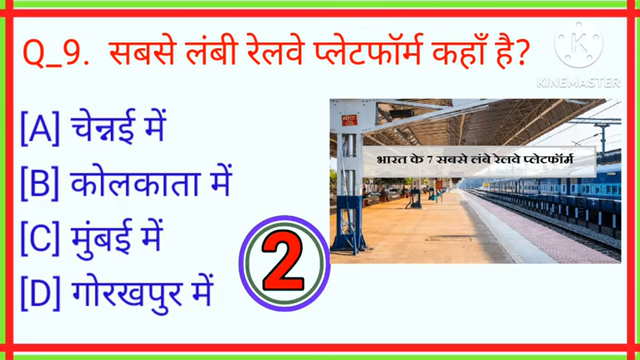 Q_9. सबसे लंबी रेलवे प्लेटफॉर्म कहाँ है?
KINEMASTER
[A] चेन्नई में
भारत के 7 सबसे लंबे रेलवे प्लेटफ़ॉर्म
[B] कोलकाता में
[C] मुंबई में
2
[D] गोरखपुर में